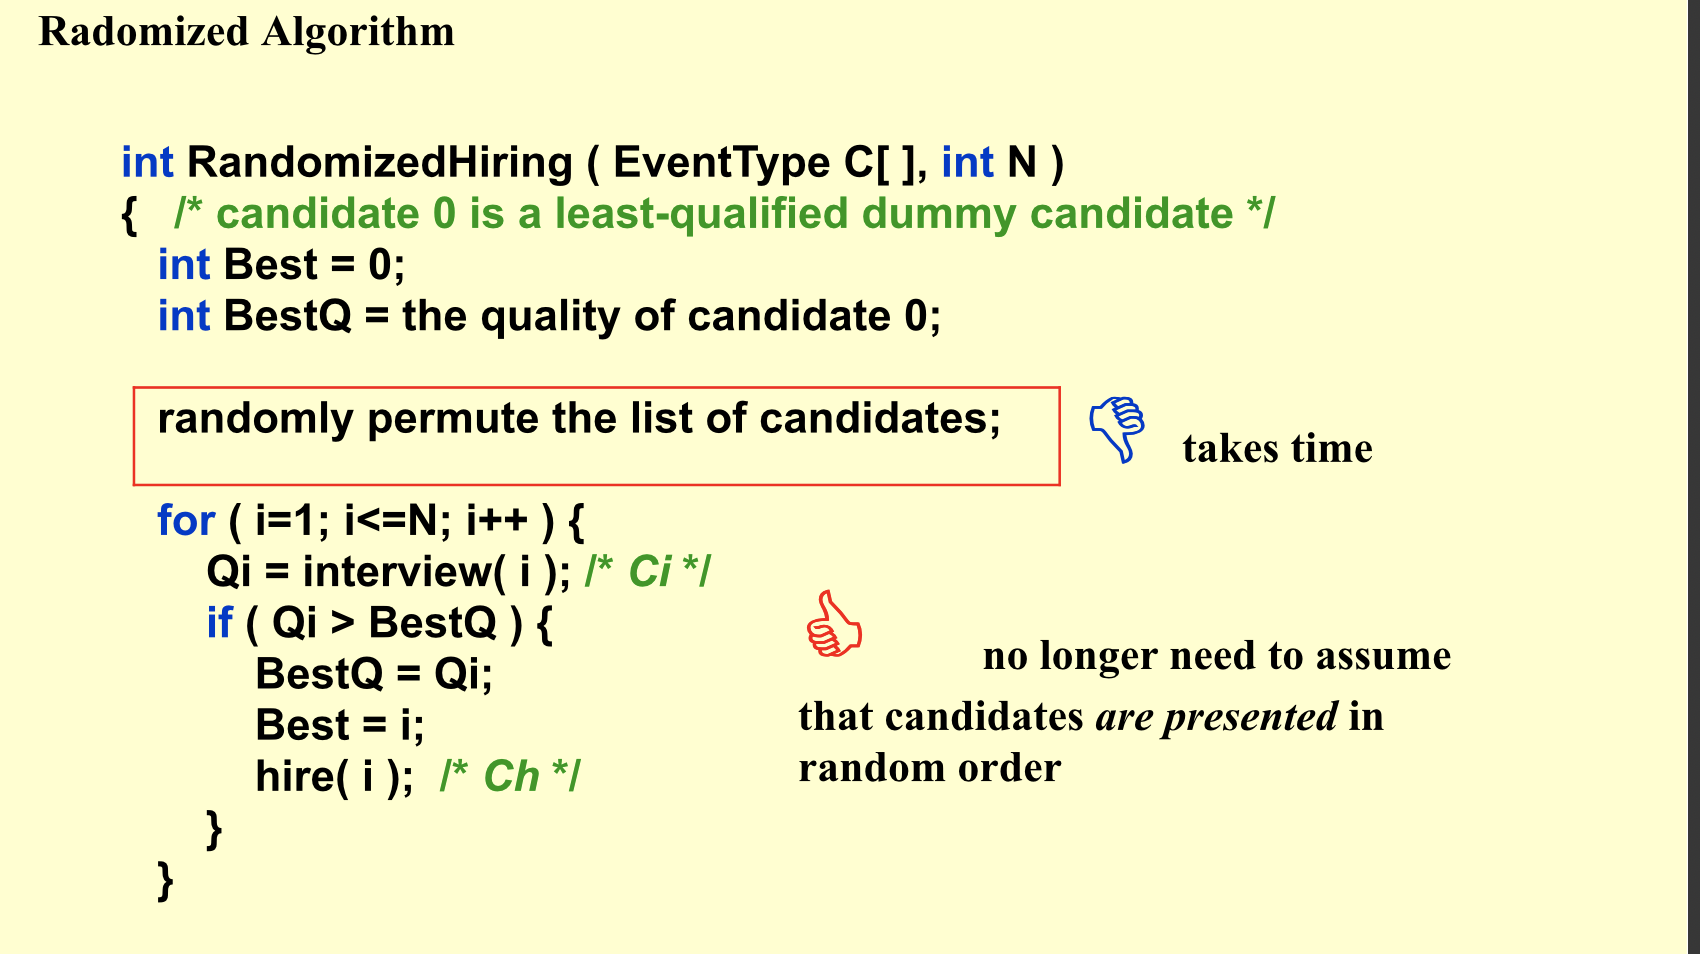 Radomized Algorithm
int RandomizedHiring ( EventType C[ ], int N )
{ /* candidate 0 is a least-qualified dummy candidate */
int Best = 0;
int BestQ = the quality of candidate 0;
randomly permute the list of candidates;
takes time
for ( i=1; i<=N; i++ ) {
Qi = interview( i ); /* Ci */
if ( Qi > BestQ ) {
BestQ = Qi;
Best = i;
hire( i ); /* Ch */
}
}
no longer need to assume
that candidates are presented in
random order